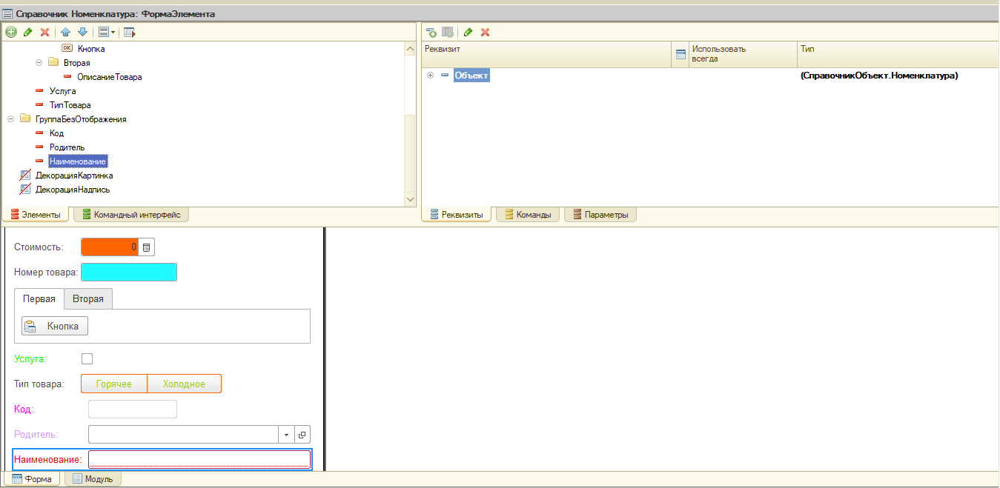 Справочник Номенклатура: ФормаЭлемента
OK Кнопка
Вторая
ОписаниеТовара
Услуга
ТипТовара
ГруппаБезОтображения
Код
Родитель
Наименование
ДекорацияКартинка
ДекорацияНадпись
Элементы
Командный интерфейс
Реквизит
Использовать
всегда
Тип
Объект
(СправочникОбъект.Номенклатура)
Реквизиты
Команды
Параметры
Стоимость: 0
Номер товара:
Первая Вторая
Кнопка
Услуга:
Тип товара: Горячее Холодное
Код:
Родитель:
Наименование:
Форма
Модуль